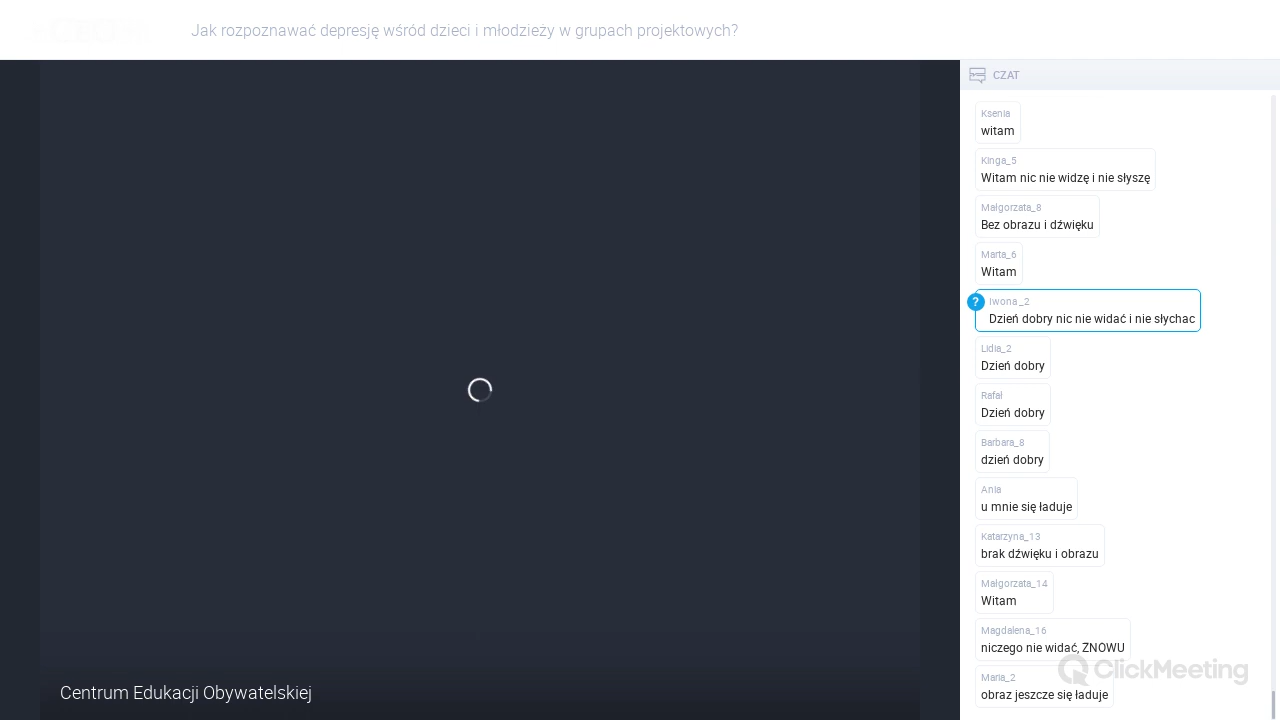 Jak rozpoznawać depresję wśród dzieci i młodzieży w grupach projektowych?
CZAT
Ksenia
witam
Kinga_5
Witam nic nie widzę i nie słyszę
Małgorzata_8
Bez obrazu i dźwięku
Marta_6
Witam
?
Iwona _2
Dzień dobry nic nie widać i nie słychac
Lidia_2
Dzień dobry
Rafał
Dzień dobry
Barbara_8
dzień dobry
Ania
u mnie się ładuje
Katarzyna_13
brak dźwięku i obrazu
Małgorzata_14
Witam
Magdalena_16
niczego nie widać, ZNOWU
Maria_2
obraz jeszcze się ładuje
ClickMeeting
Centrum Edukacji Obywatelskiej